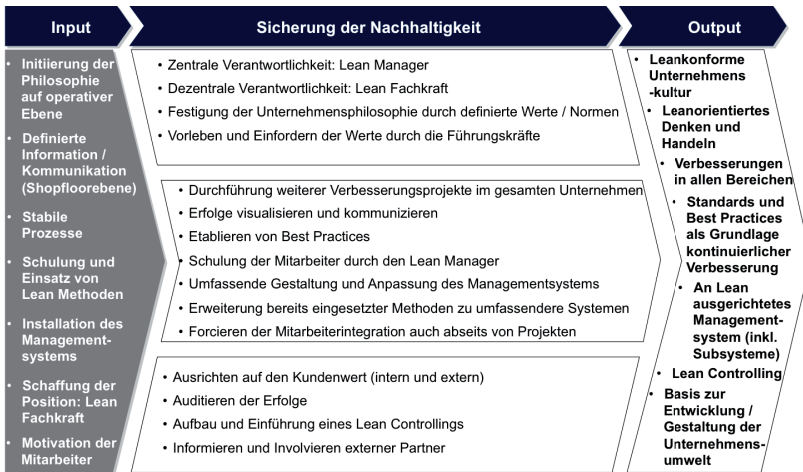 Input
Sicherung der Nachhaltigkeit
Output
• Initiierung der
Philosophie
auf operativer
Ebene
• Definierte
Information /
Kommunikation
(Shopfloorebene)
• Stabile
Prozesse
• Schulung und
Einsatz von
Lean Methoden
• Installation des
Management-
systems
• Schaffung der
Position: Lean
Fachkraft
• Motivation der
Mitarbeiter
• Zentrale Verantwortlichkeit: Lean Manager
• Dezentrale Verantwortlichkeit: Lean Fachkraft
• Festigung der Unternehmensphilosophie durch definierte Werte / Normen
• Vorleben und Einfordern der Werte durch die Führungskräfte
• Durchführung weiterer Verbesserungsprojekte im gesamten Unternehmen
• Erfolge visualisieren und kommunizieren
• Etablieren von Best Practices
• Schulung der Mitarbeiter durch den Lean Manager
• Umfassende Gestaltung und Anpassung des Managementsystems
• Erweiterung bereits eingesetzter Methoden zu umfassendere Systemen
• Forcieren der Mitarbeiterintegration auch abseits von Projekten
• Ausrichten auf den Kundenwert (intern und extern)
• Auditieren der Erfolge
• Aufbau und Einführung eines Lean Controllings
• Informieren und Involvieren externer Partner
• Leankonforme
Unternehmens
-kultur
• Leanorientiertes
Denken und
Handeln
• Verbesserungen
in allen Bereichen
• Standards und
Best Practices
als Grundlage
kontinuierlicher
Verbesserung
• An Lean
ausgerichtetes
Management-
system (inkl.
Subsysteme)
• Lean Controlling
• Basis zur
Entwicklung /
Gestaltung der
Unternehmens-
umwelt